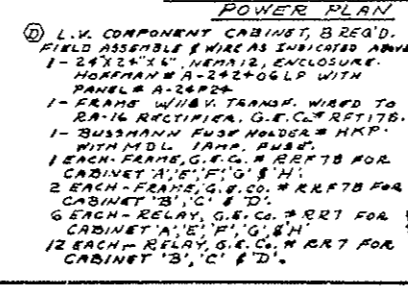 POWER PLAN
D L.V. COMPONENT CABINET, 8 REQ'D.
FIELD ASSEMBLE & WIRE AS INDICATED ABOVE
1- 24"X24"X6", NEMA 12, ENCLOSURE.
HOFFMAN # A-242406LP WITH
PANEL # A-24P24
1- FRAME W/115V. TRANSF. WIRED TO
RA-16 RECTIFIER, G.E.Co.# RFT17B.
1- BUSSMANN FUSE HOLDER # HKP.
WITH MDL 1AMP. FUSE.
1 EACH-FRAME, G.E.Co. # RRF7B FOR
CABINET 'A','E','F','G' & 'H'.
2 EACH-FRAME, G.E.CO. # RRF7B FOR
CABINET 'B','C' & 'D'.
6 EACH-RELAY, G.E.Co. # RR7 FOR
CABINET 'A','E','F','G' & 'H'
12 EACH-RELAY, G.E.Co. # RR7 FOR
CABINET 'B','C' & 'D'.